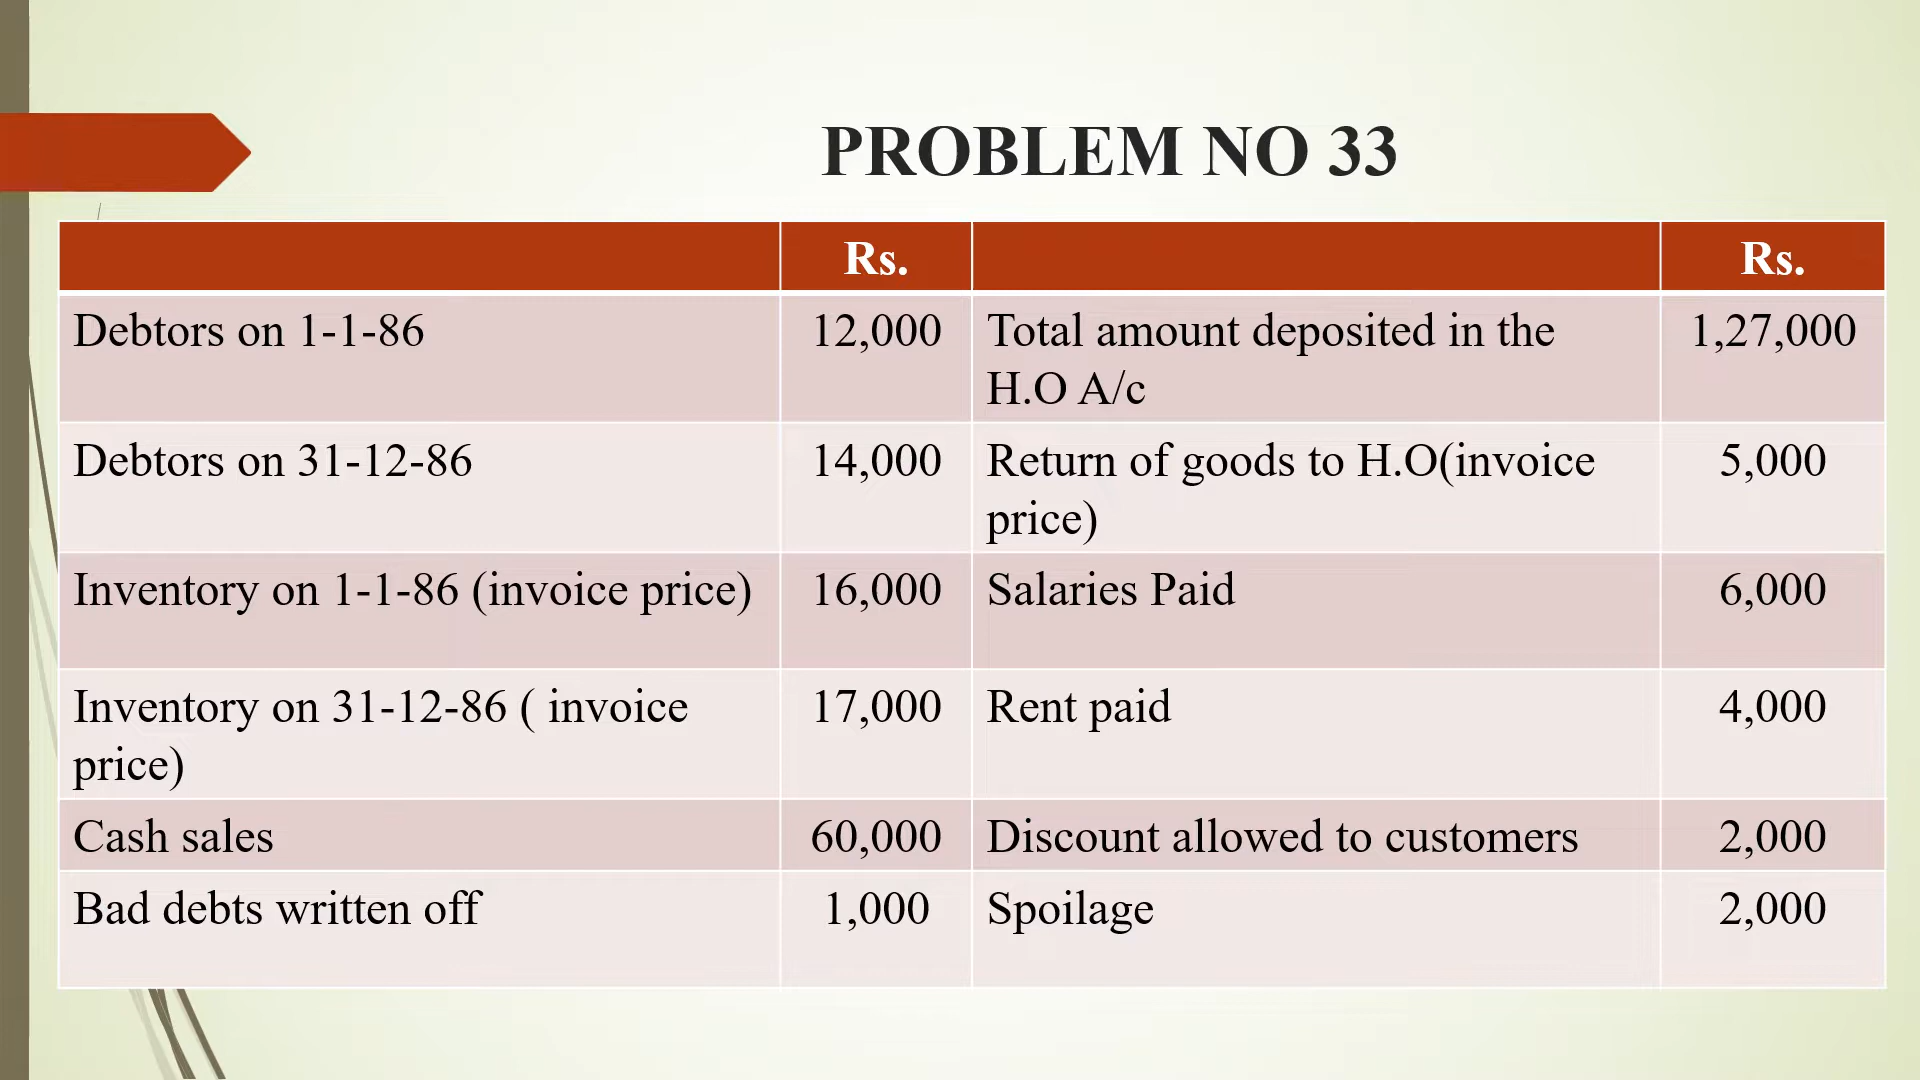 PROBLEM NO 33
Rs.
Rs.
Debtors on 1-1-86
12,000
Total amount deposited in the
H.O A/c
1,27,000
Debtors on 31-12-86
14,000
Return of goods to H.O(invoice
price)
5,000
Inventory on 1-1-86 (invoice price)
16,000
Salaries Paid
6,000
Inventory on 31-12-86 ( invoice
price)
17,000
Rent paid
4,000
Cash sales
60,000
Discount allowed to customers
2,000
Bad debts written off
1,000
Spoilage
2,000